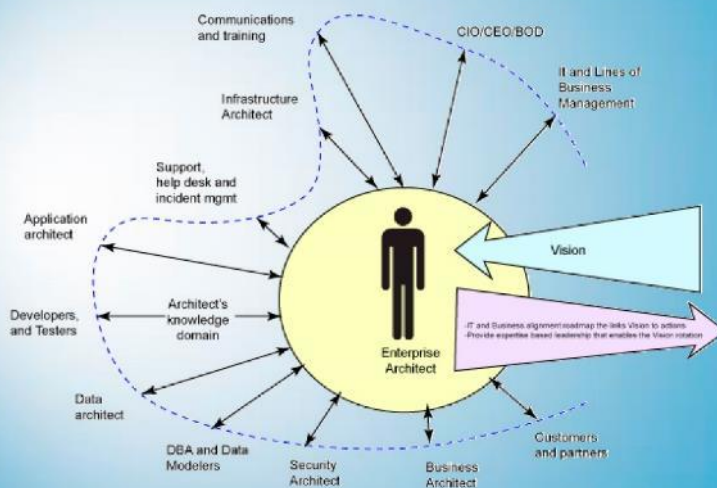 Communications
and training
CIO/CEO/BOD
IT and Lines of
Business
Management
Infrastructure
Architect
Support,
help desk and
incident mgmt
Application
architect
Vision
Developers,
and Testers
Architect's
knowledge
domain
-IT and Business alignment roadmap the links Vision to actions
-Provide expertise based leadership that enables the Vision rotation
Enterprise
Architect
Data
architect
DBA and Data
Modelers
Security
Architect
Business
Architect
Customers
and partners